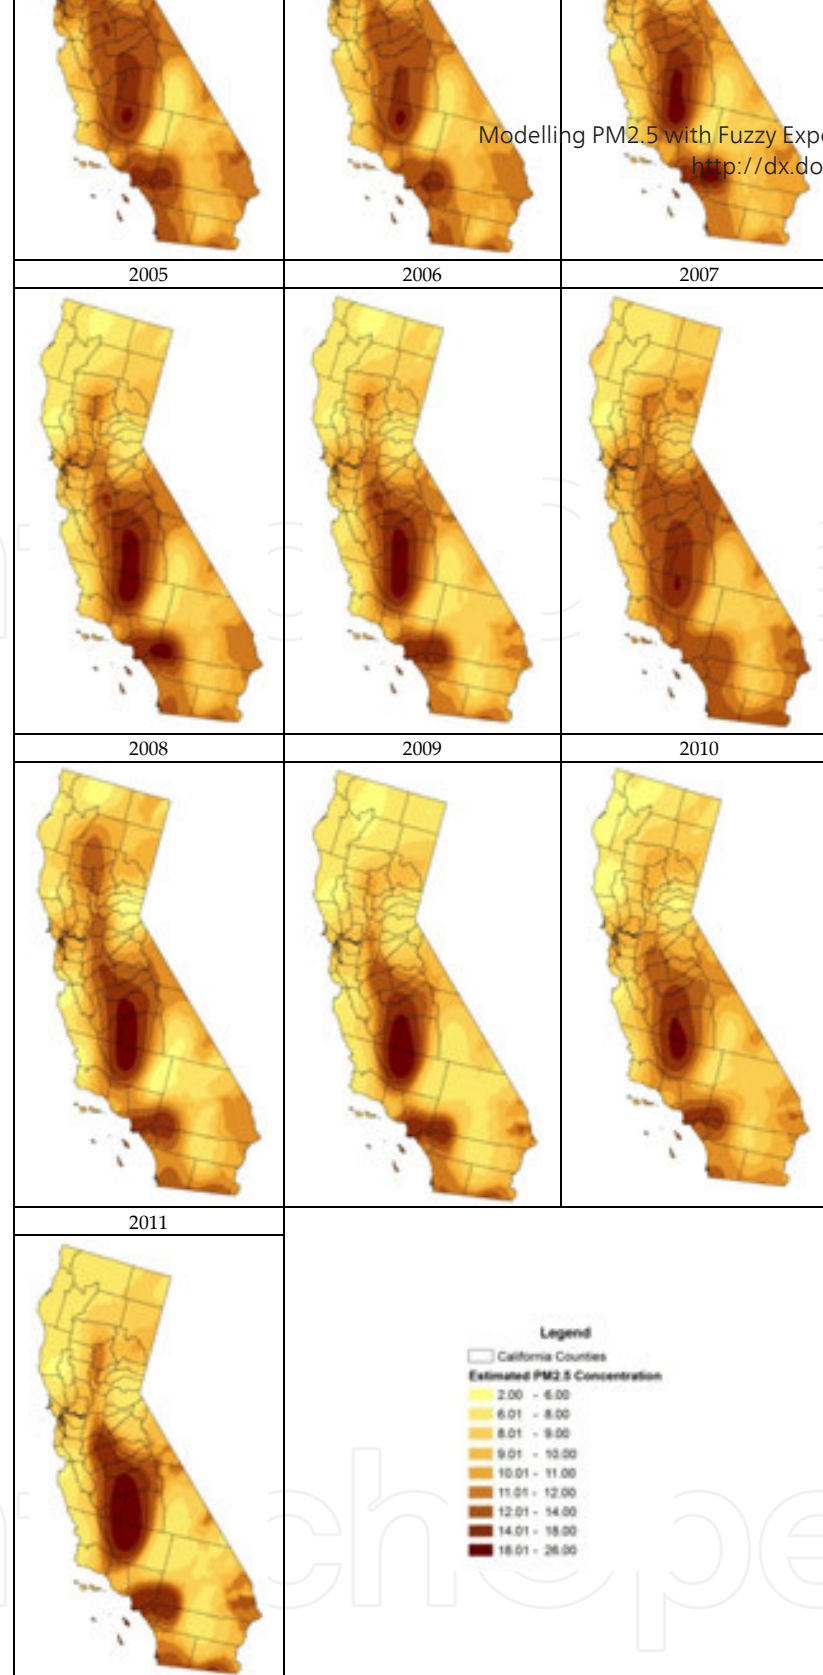 Modelling PM2.5 with Fuzzy Expe
http://dx.do
2005
2006
2007
2008
2009
2010
2011
Legend
California Counties
Estimated PM2.5 Concentration
2.00 - 6.00
6.01 - 8.00
8.01 - 9.00
9.01 - 10.00
10.01 - 11.00
11.01 - 12.00
12.01 - 14.00
14.01 - 18.00
18.01 - 26.00